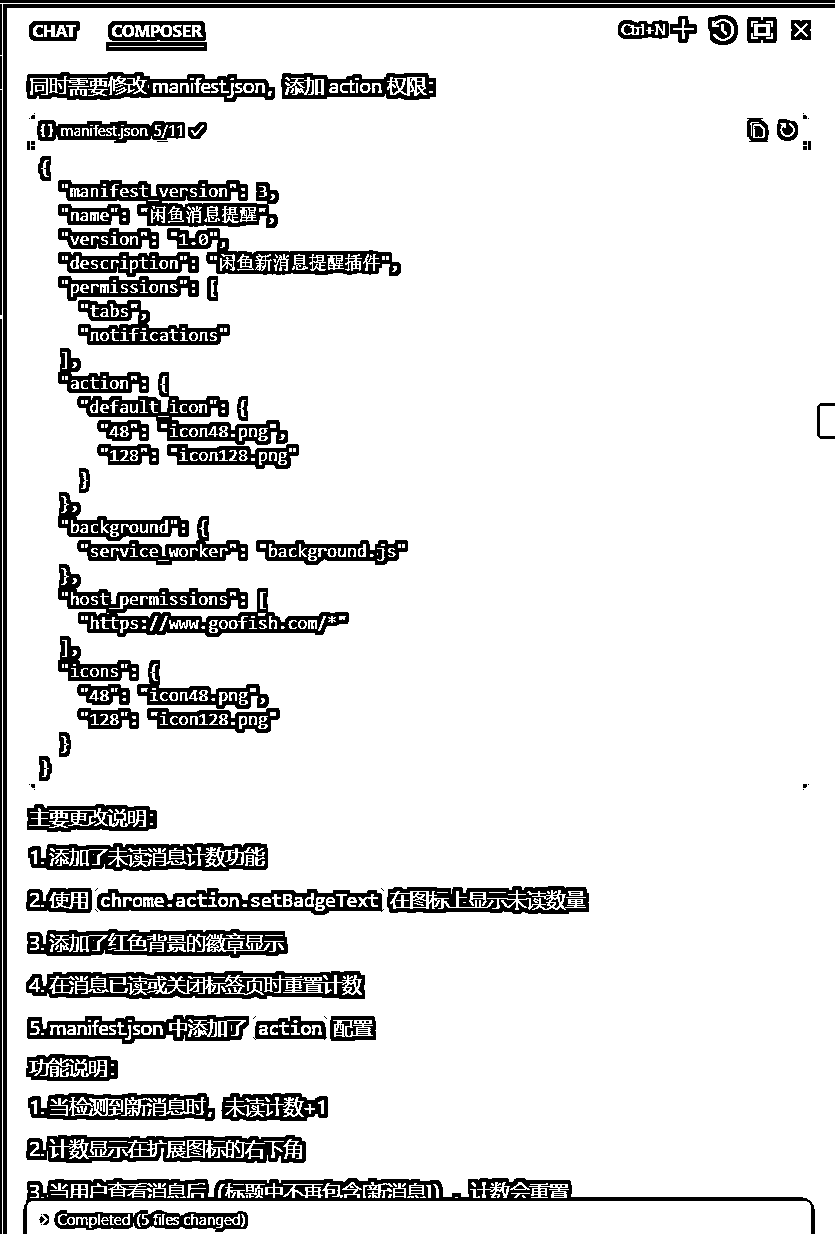 CHAT COMPOSER Ctrl+N
同时需要修改 manifest.json，添加 action 权限：
{} manifest.json 5/11
{
"manifest_version": 3,
"name": "闲鱼消息提醒",
"version": "1.0",
"description": "闲鱼新消息提醒插件",
"permissions": [
"tabs",
"notifications"
],
"action": {
"default_icon": {
"48": "icon48.png",
"128": "icon128.png"
}
},
"background": {
"service_worker": "background.js"
},
"host_permissions": [
"https://www.goofish.com/*"
],
"icons": {
"48": "icon48.png",
"128": "icon128.png"
}
}
主要更改说明：
1. 添加了未读消息计数功能
2. 使用 chrome.action.setBadgeText 在图标上显示未读数量
3. 添加了红色背景的徽章显示
4. 在消息已读或关闭标签页时重置计数
5. manifest.json 中添加了 action 配置
功能说明：
1. 当检测到新消息时，未读计数+1
2. 计数显示在扩展图标的右下角
3. 当用户查看消息后（标题中不再包含[新消息]），计数会重置
Completed (5 files changed)